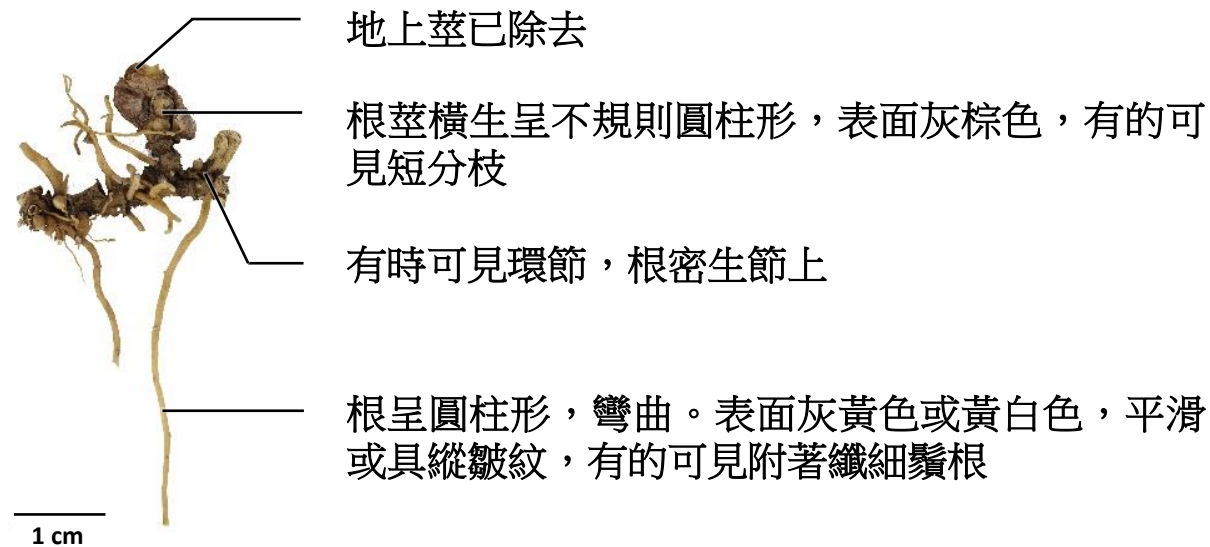 地上莖已除去
根莖橫生呈不規則圓柱形，表面灰棕色，有的可
見短分枝
有時可見環節，根密生節上
根呈圓柱形，彎曲。表面灰黃色或黃白色，平滑
或具縱皺紋，有的可見附著纖細鬚根
1 cm